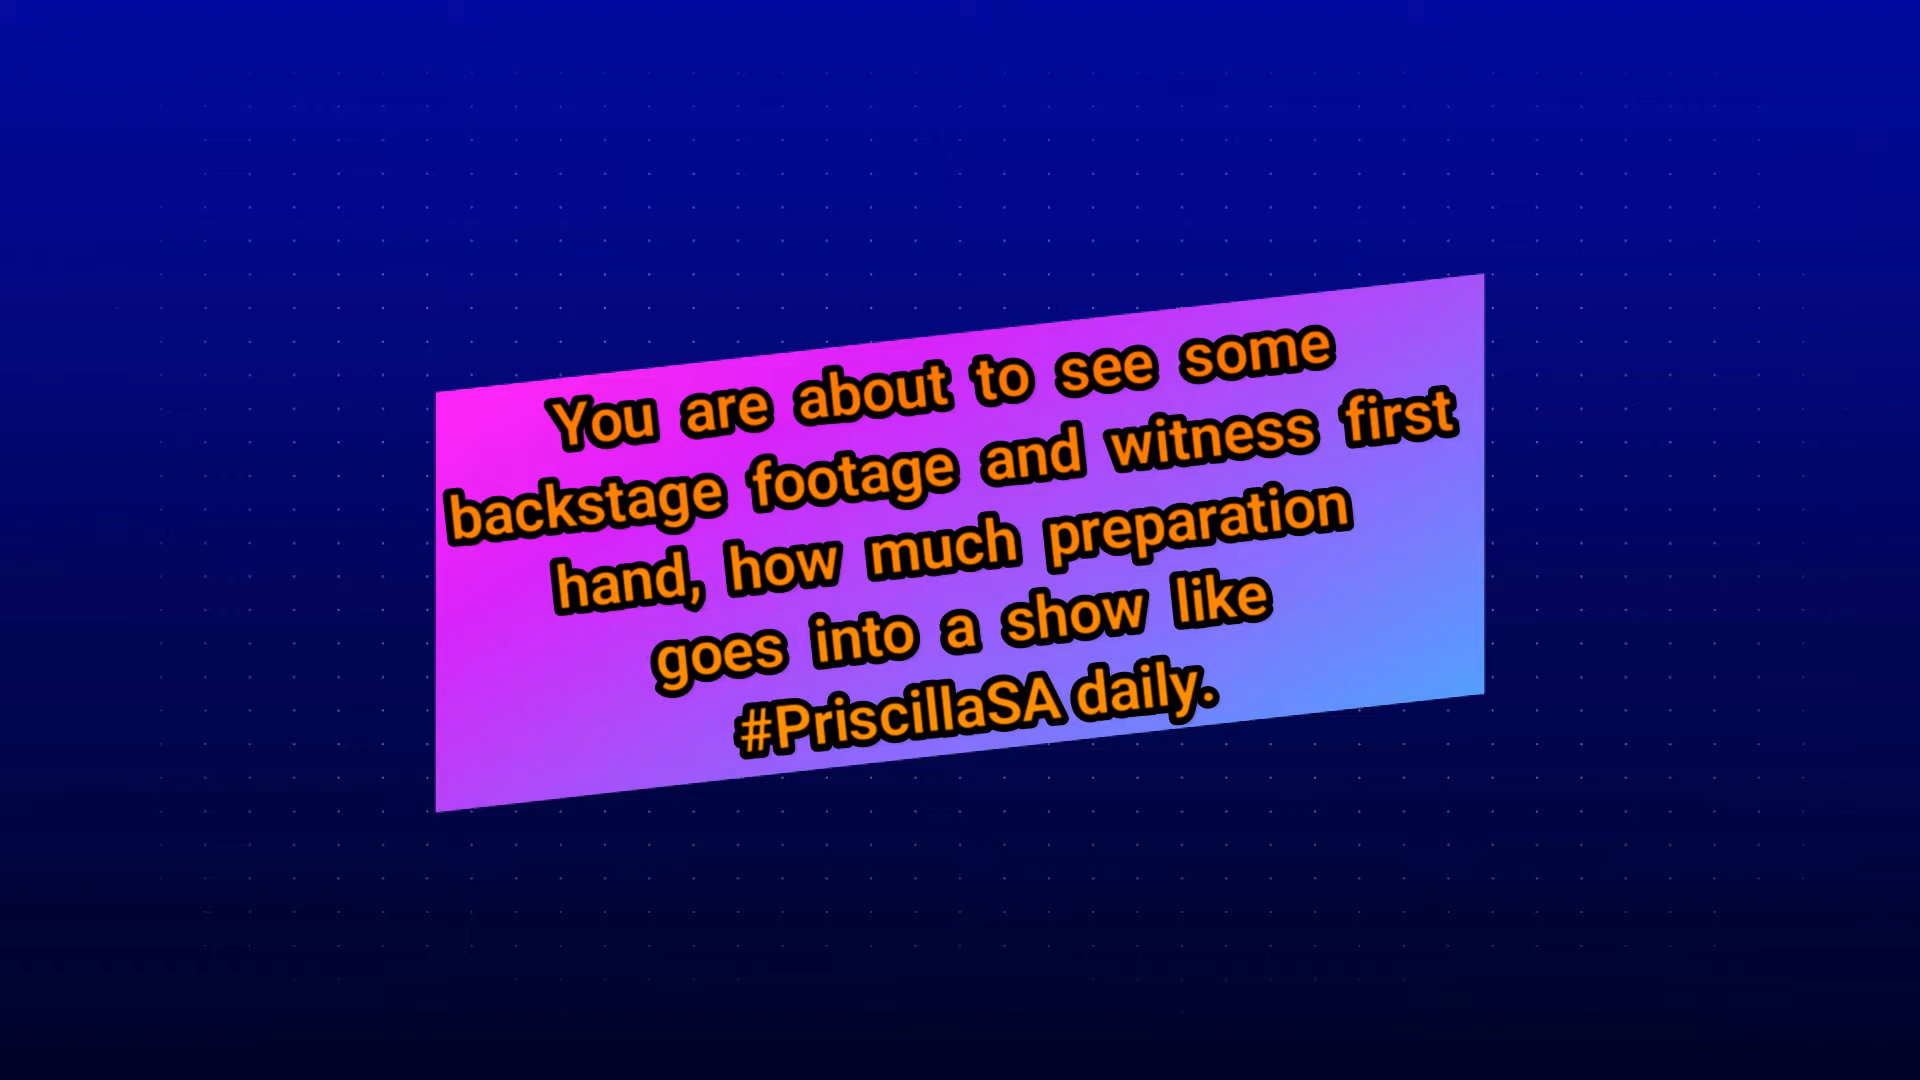 You are about to see some
backstage footage and witness first
hand, how much preparation
goes into a show like
#PriscillaSA daily.